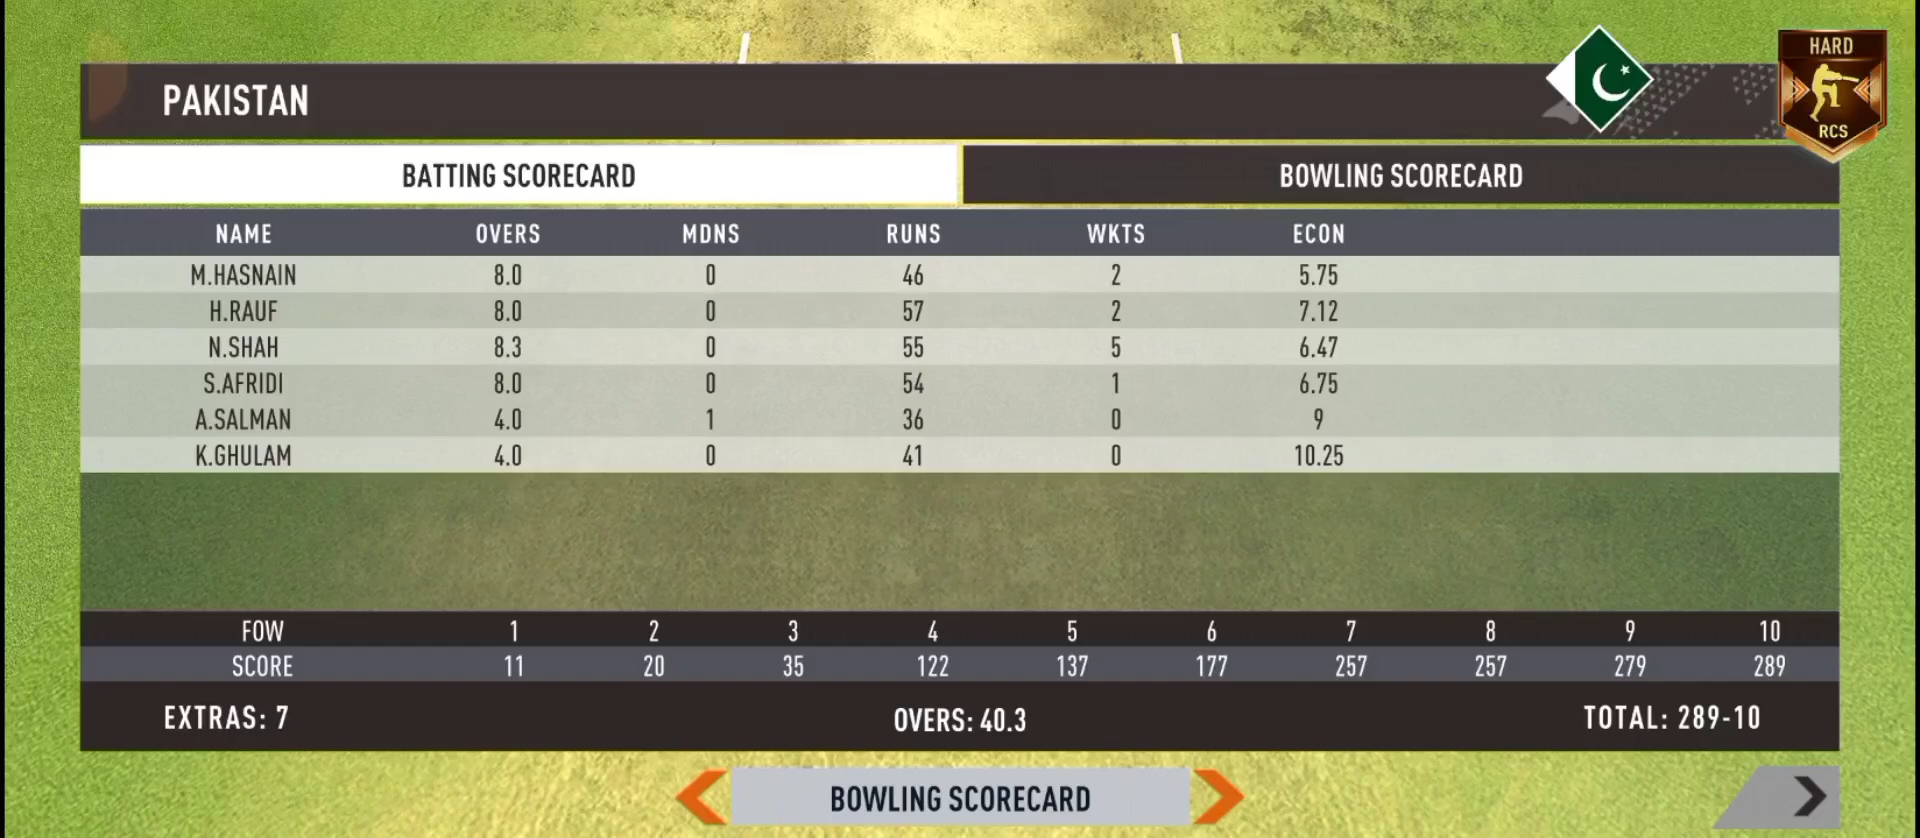 HARD
RCS
PAKISTAN
BATTING SCORECARD BOWLING SCORECARD
NAME OVERS MDNS RUNS WKTS ECON
M.HASNAIN 8.0 0 46 2 5.75
H.RAUF 8.0 0 57 2 7.12
N.SHAH 8.3 0 55 5 6.47
S.AFRIDI 8.0 0 54 1 6.75
A.SALMAN 4.0 1 36 0 9
K.GHULAM 4.0 0 41 0 10.25
FOW 1 2 3 4 5 6 7 8 9 10
SCORE 11 20 35 122 137 177 257 257 279 289
EXTRAS: 7 OVERS: 40.3 TOTAL: 289-10
BOWLING SCORECARD